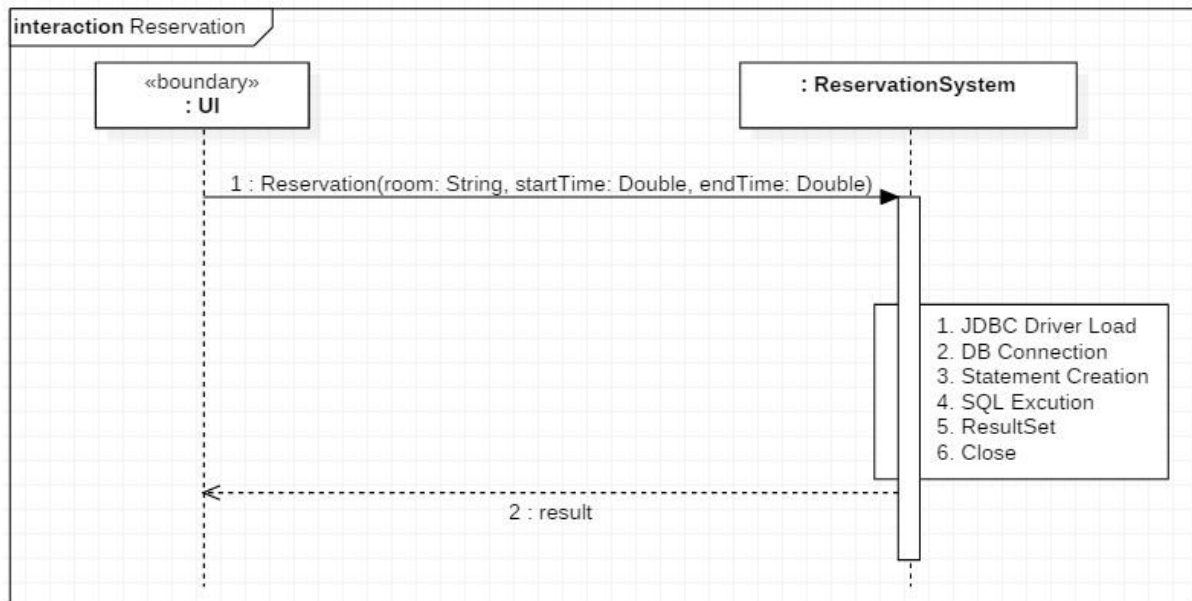 interaction Reservation
«boundary»
: UI
: ReservationSystem
1 : Reservation(room: String, startTime: Double, endTime: Double)
1. JDBC Driver Load
2. DB Connection
3. Statement Creation
4. SQL Excution
5. ResultSet
6. Close
2 : result